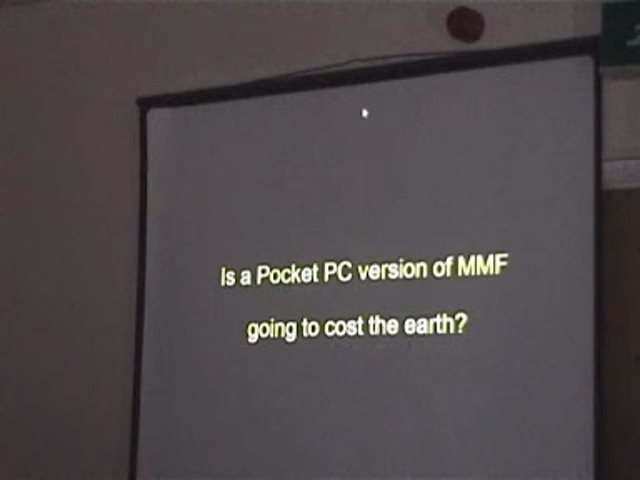 Is a Pocket PC version of MMF
going to cost the earth?